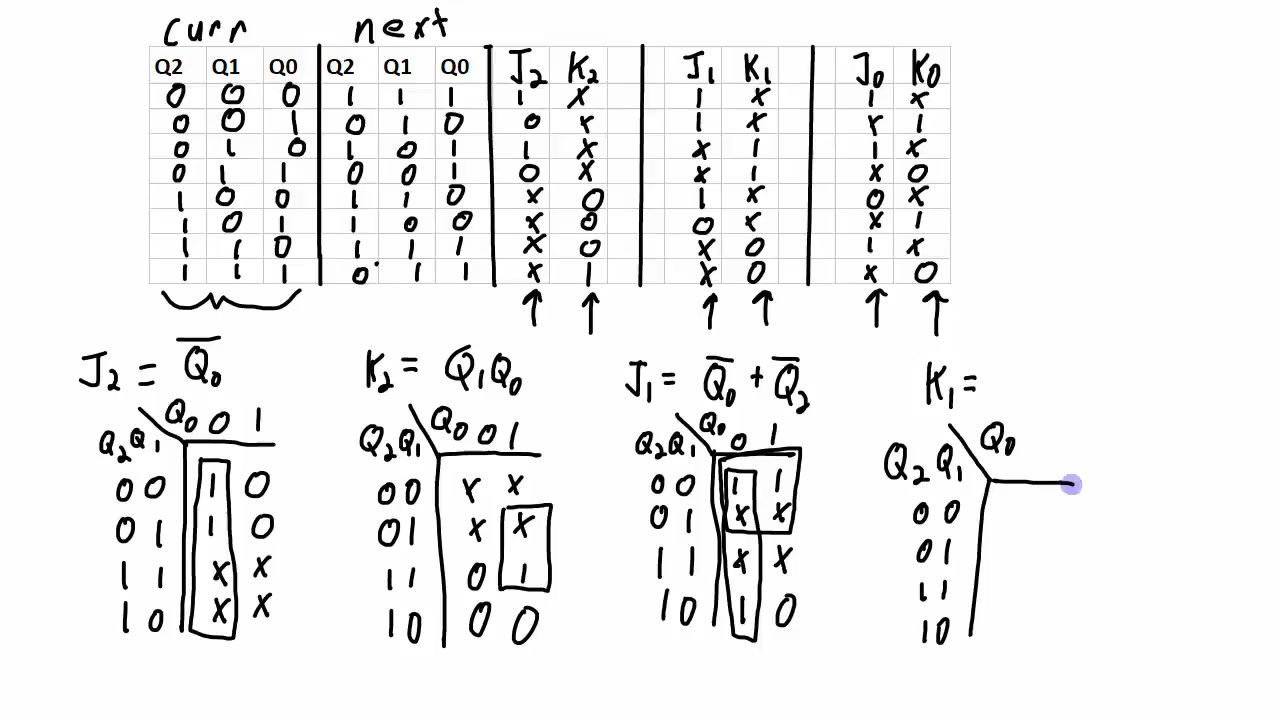 curr next
Q2 Q1 Q0 Q2 Q1 Q0 J2 K2 J1 K1 J0 K0
0 0 0 1 1 1 1 X 1 X 1 X
0 0 1 0 1 0 0 X 1 X X 1
0 1 0 1 0 1 1 X X 1 1 X
0 1 1 0 0 1 0 X X 1 X 0
1 0 0 1 1 0 X 0 1 X 0 X
1 0 1 1 0 0 X 0 0 X X 1
1 1 0 1 1 1 X 0 X 0 1 X
1 1 1 0 1 1 X 1 X 0 X 0
J2 = Q̅0 K2 = Q1Q0 J1 = Q̅0 + Q̅2 K1 =
Q0 0 1
Q2Q1
00 1 0
01 1 0
11 X X
10 X X
Q0 0 1
Q2Q1
00 X X
01 X X
11 0 1
10 0 0
Q0 0 1
Q2Q1
00 1 1
01 X X
11 X X
10 1 0
Q0
Q2Q1
00
01
11
10